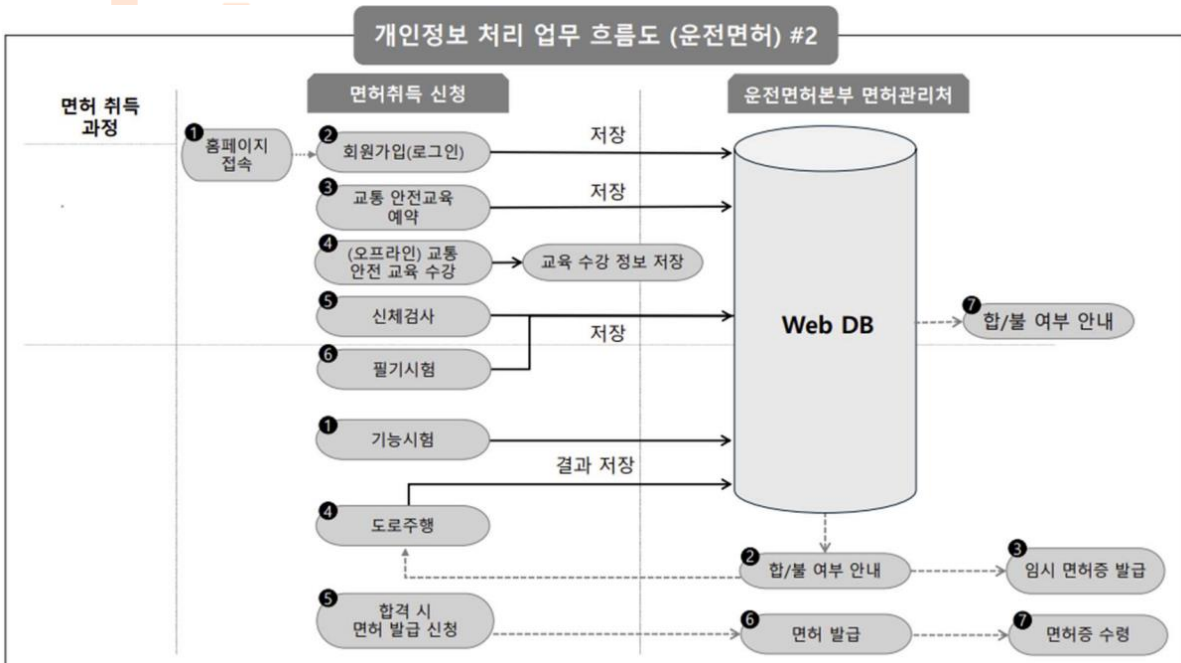 개인정보 처리 업무 흐름도 (운전면허) #2
면허 취득
과정
면허취득 신청
운전면허본부 면허관리처
❶
홈페이지
접속
❷
회원가입(로그인)
저장
❸
교통 안전교육
예약
저장
❹
(오프라인) 교통
안전 교육 수강
교육 수강 정보 저장
❺
신체검사
저장
❻
필기시험
Web DB
❼
합/불 여부 안내
❶
기능시험
결과 저장
❹
도로주행
❷
합/불 여부 안내
❸
임시 면허증 발급
❺
합격 시
면허 발급 신청
❻
면허 발급
❼
면허증 수령